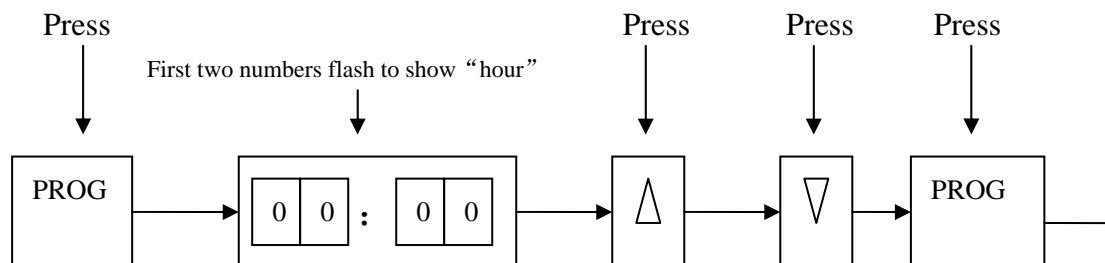 Press
Press
Press
Press
First two numbers flash to show “hour”
PROG
0 0 : 0 0
PROG